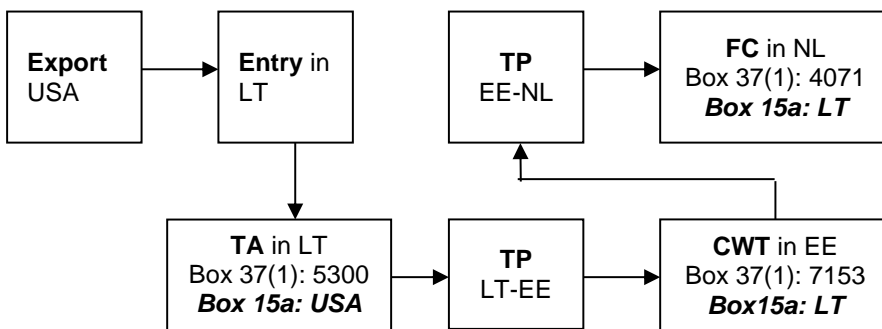 Export
USA
Entry in
LT
TA in LT
Box 37(1): 5300
Box 15a: USA
TP
LT-EE
CWT in EE
Box 37(1): 7153
Box15a: LT
TP
EE-NL
FC in NL
Box 37(1): 4071
Box 15a: LT